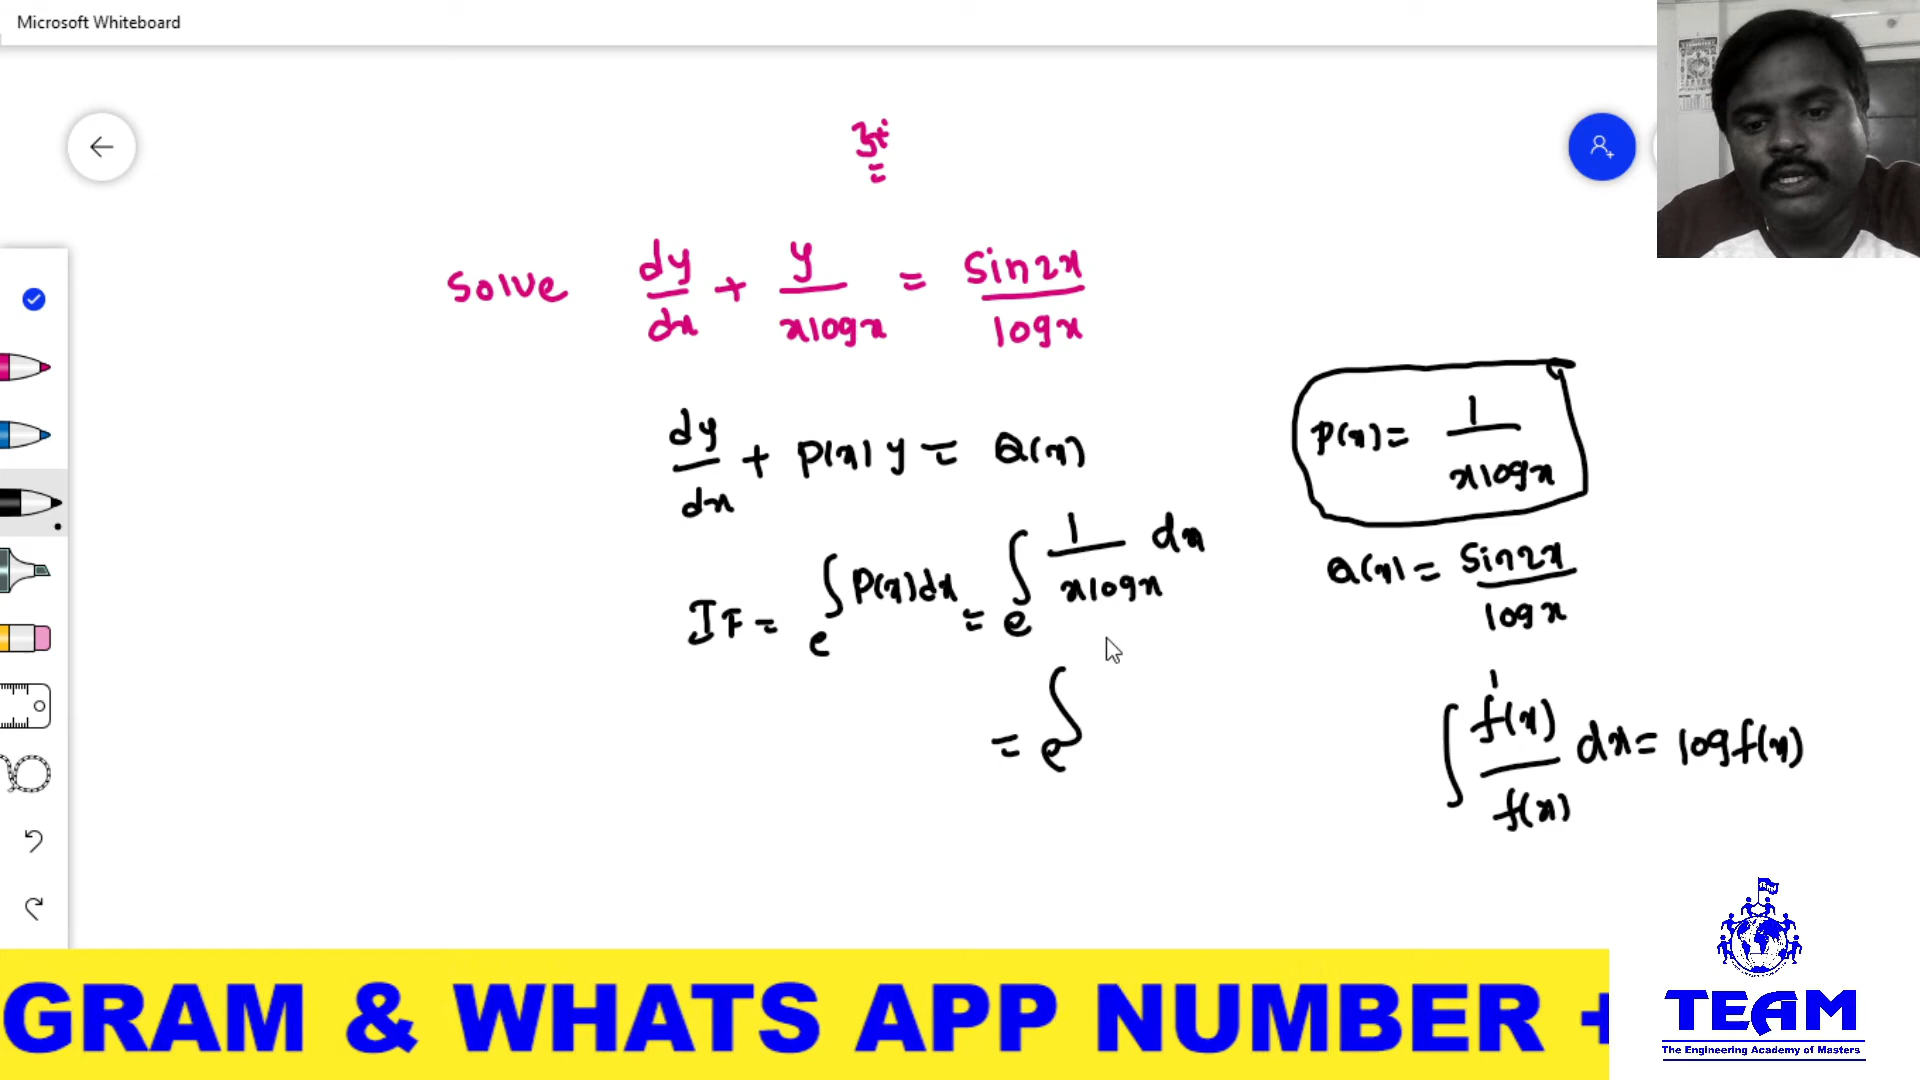 Microsoft Whiteboard
Solve dy/dx + y/xlogx = Sin2x/logx
dy/dx + P(x) y = Q(x)
P(x) = 1/xlogx
IF = e^∫P(x)dx = e^∫ 1/xlogx dx
Q(x) = Sin2x/logx
= e^∫
∫ f'(x)/f(x) dx = logf(x)
GRAM & WHATS APP NUMBER +
TEAM
The Engineering Academy of Masters